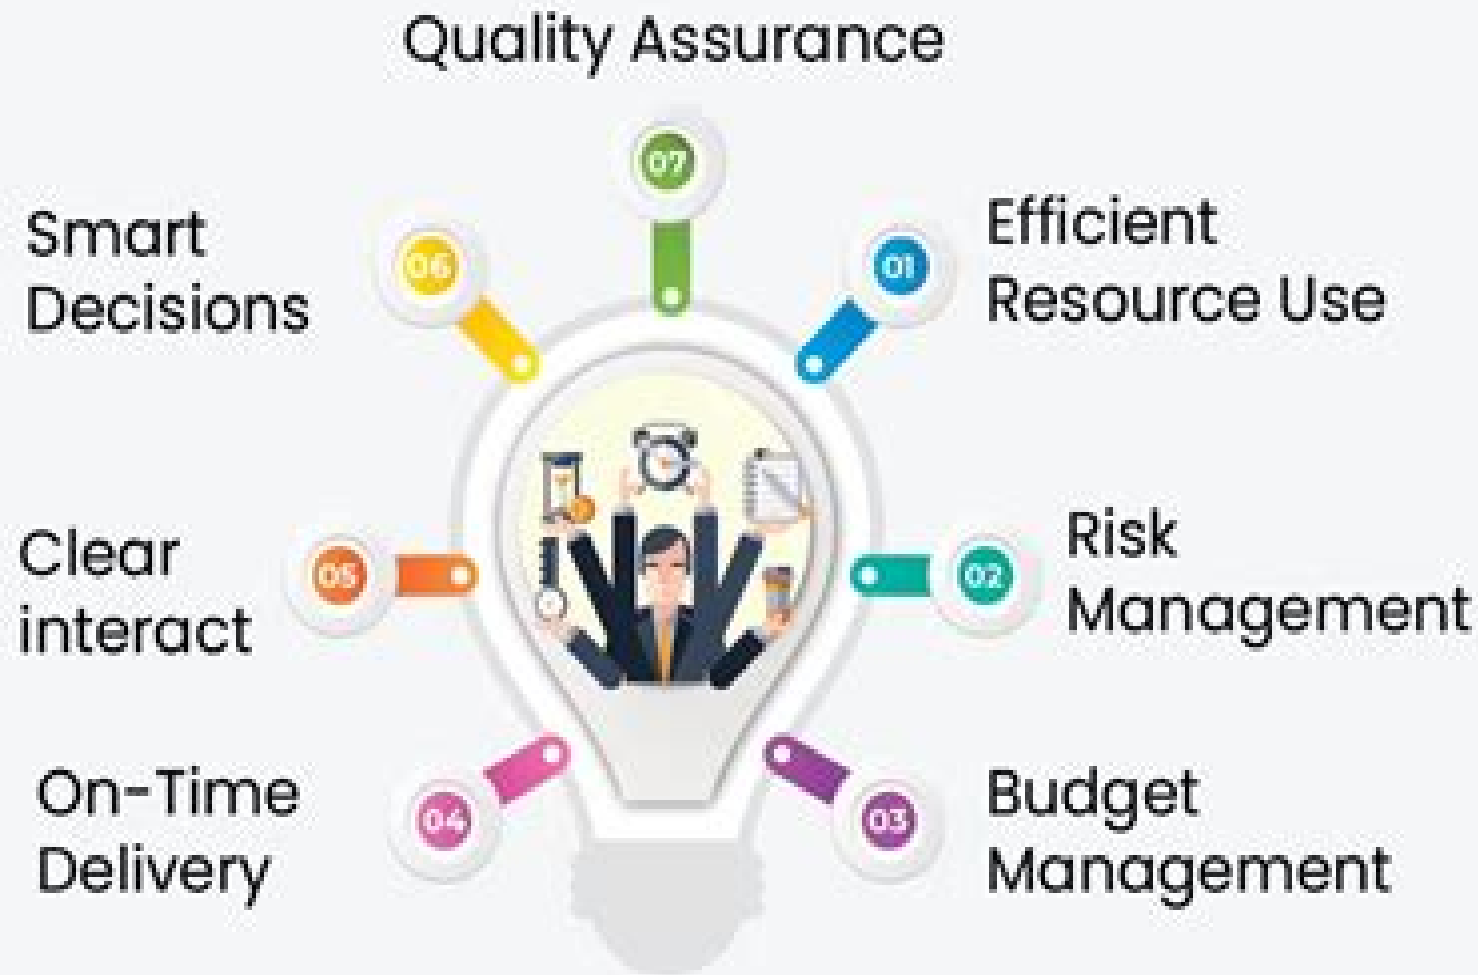 Quality Assurance
07
Smart
Decisions
06
01
Efficient
Resource Use
Clear
interact
05
02
Risk
Management
On-Time
Delivery
04
03
Budget
Management